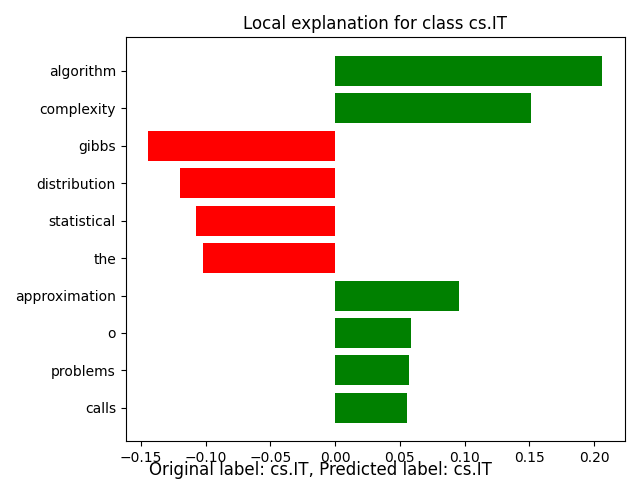 Local explanation for class cs.IT
algorithm
complexity
gibbs
distribution
statistical
the
approximation
o
problems
calls
−0.15 −0.10 −0.05 0.00 0.05 0.10 0.15 0.20
Original label: cs.IT, Predicted label: cs.IT